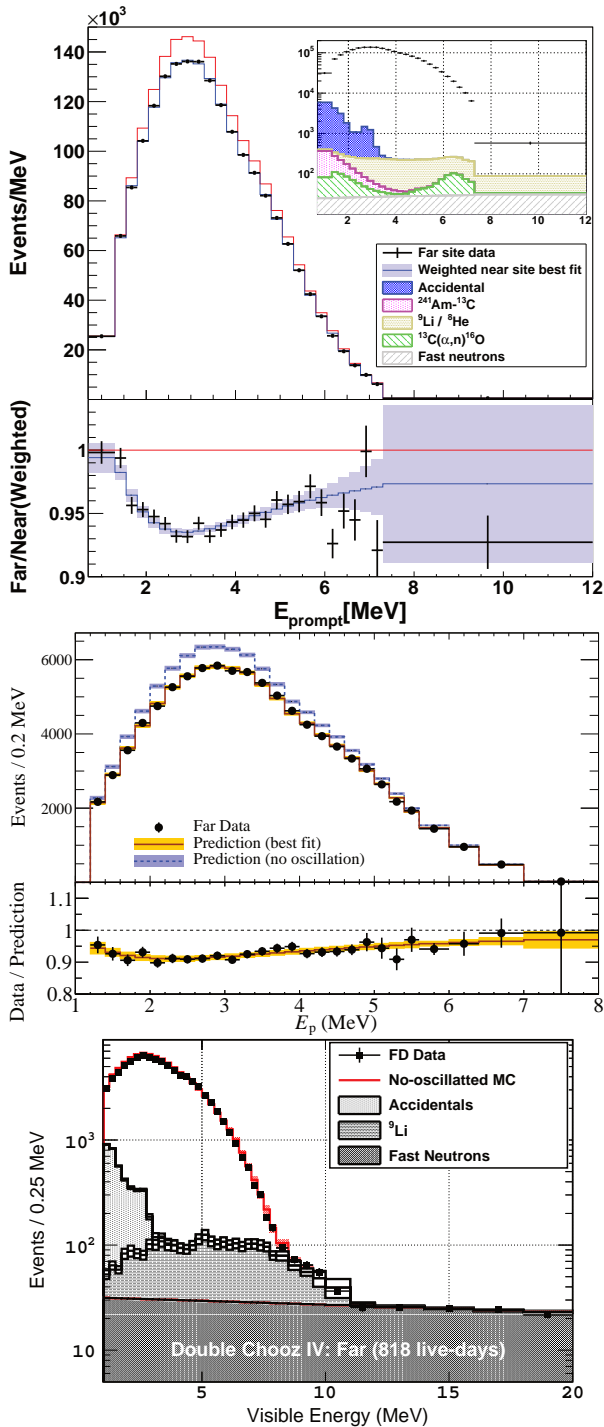 ×10³
140
120
100
80
60
40
20
Events/MeV
10⁵
10⁴
10³
10²
2 4 6 8 10 12
Far site data
Weighted near site best fit
Accidental
²⁴¹Am-¹³C
⁹Li / ⁸He
¹³C(α,n)¹⁶O
Fast neutrons
1
0.95
0.9
Far/Near(Weighted)
2 4 6 8 10 12
E_prompt[MeV]
6000
4000
2000
Events / 0.2 MeV
Far Data
Prediction (best fit)
Prediction (no oscillation)
1.1
1
0.9
0.8
Data / Prediction
1 2 3 4 5 6 7 8
E_p (MeV)
10³
10²
10
Events / 0.25 MeV
FD Data
No-oscillatted MC
Accidentals
⁹Li
Fast Neutrons
Double Chooz IV: Far (818 live-days)
5 10 15 20
Visible Energy (MeV)